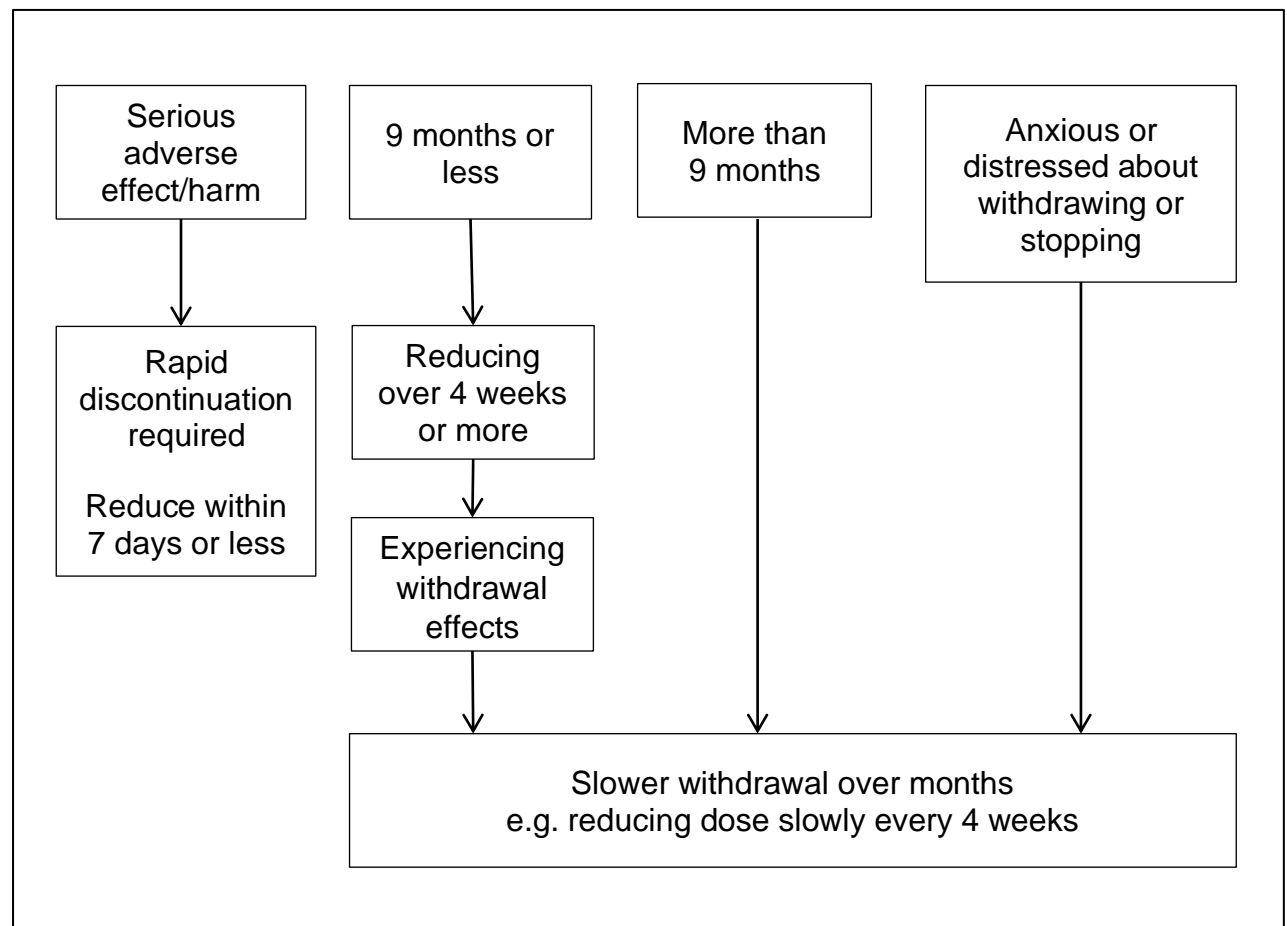 Serious
adverse
effect/harm
9 months or
less
More than
9 months
Anxious or
distressed about
withdrawing or
stopping
Rapid
discontinuation
required
Reduce within
7 days or less
Reducing
over 4 weeks
or more
Experiencing
withdrawal
effects
Slower withdrawal over months
e.g. reducing dose slowly every 4 weeks